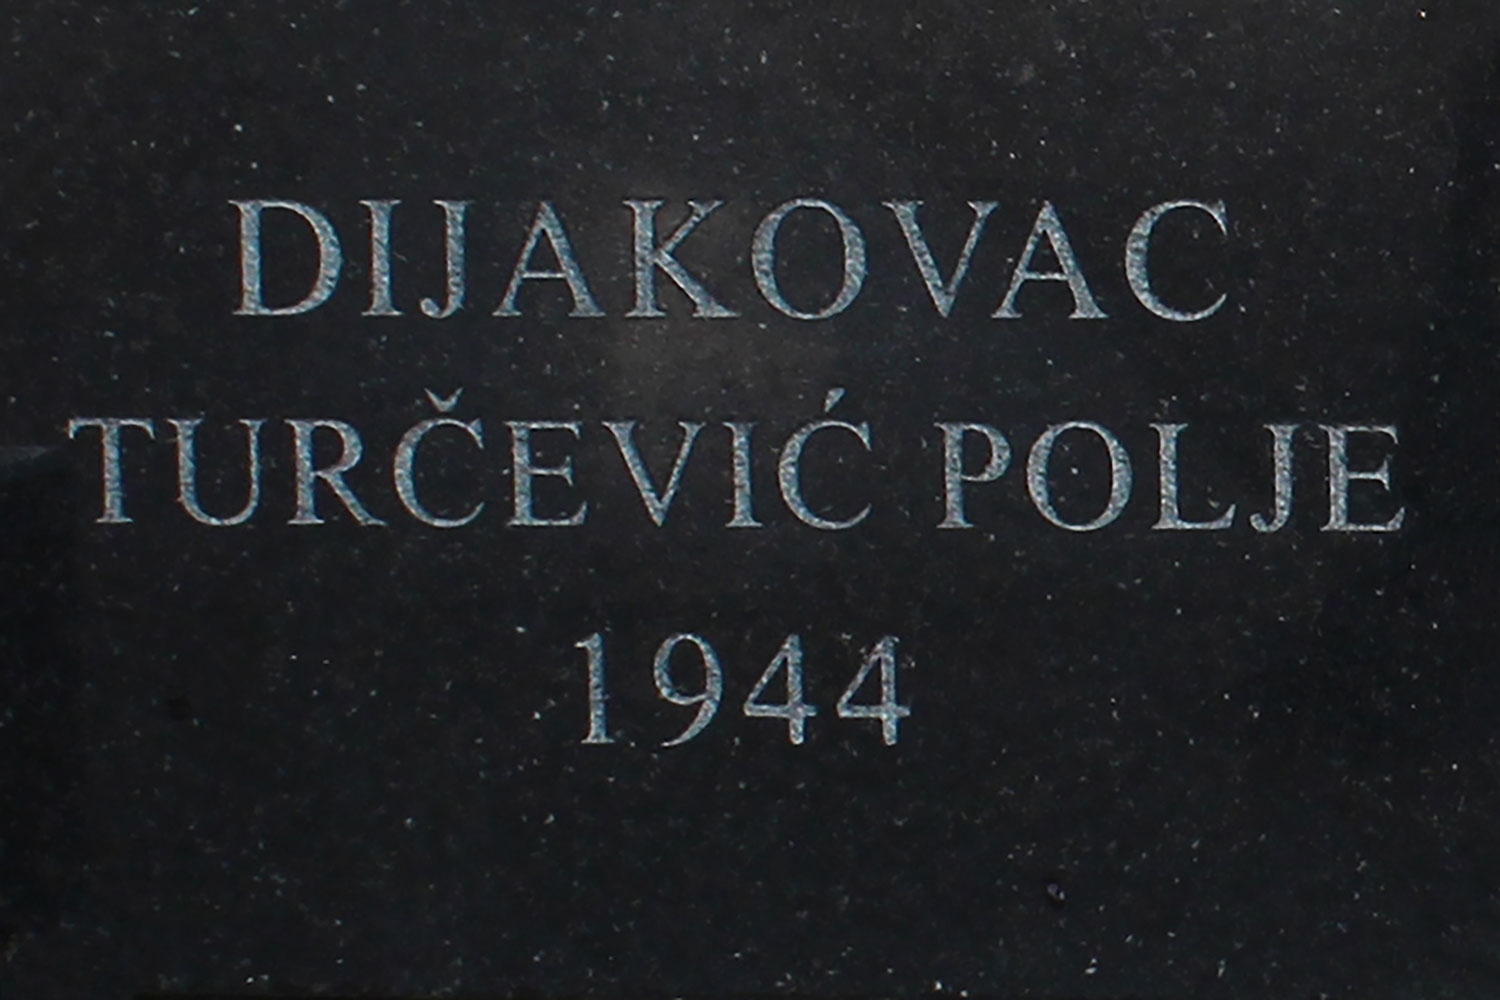 DIJAKOVAC
TURČEVIĆ POLJE
1944